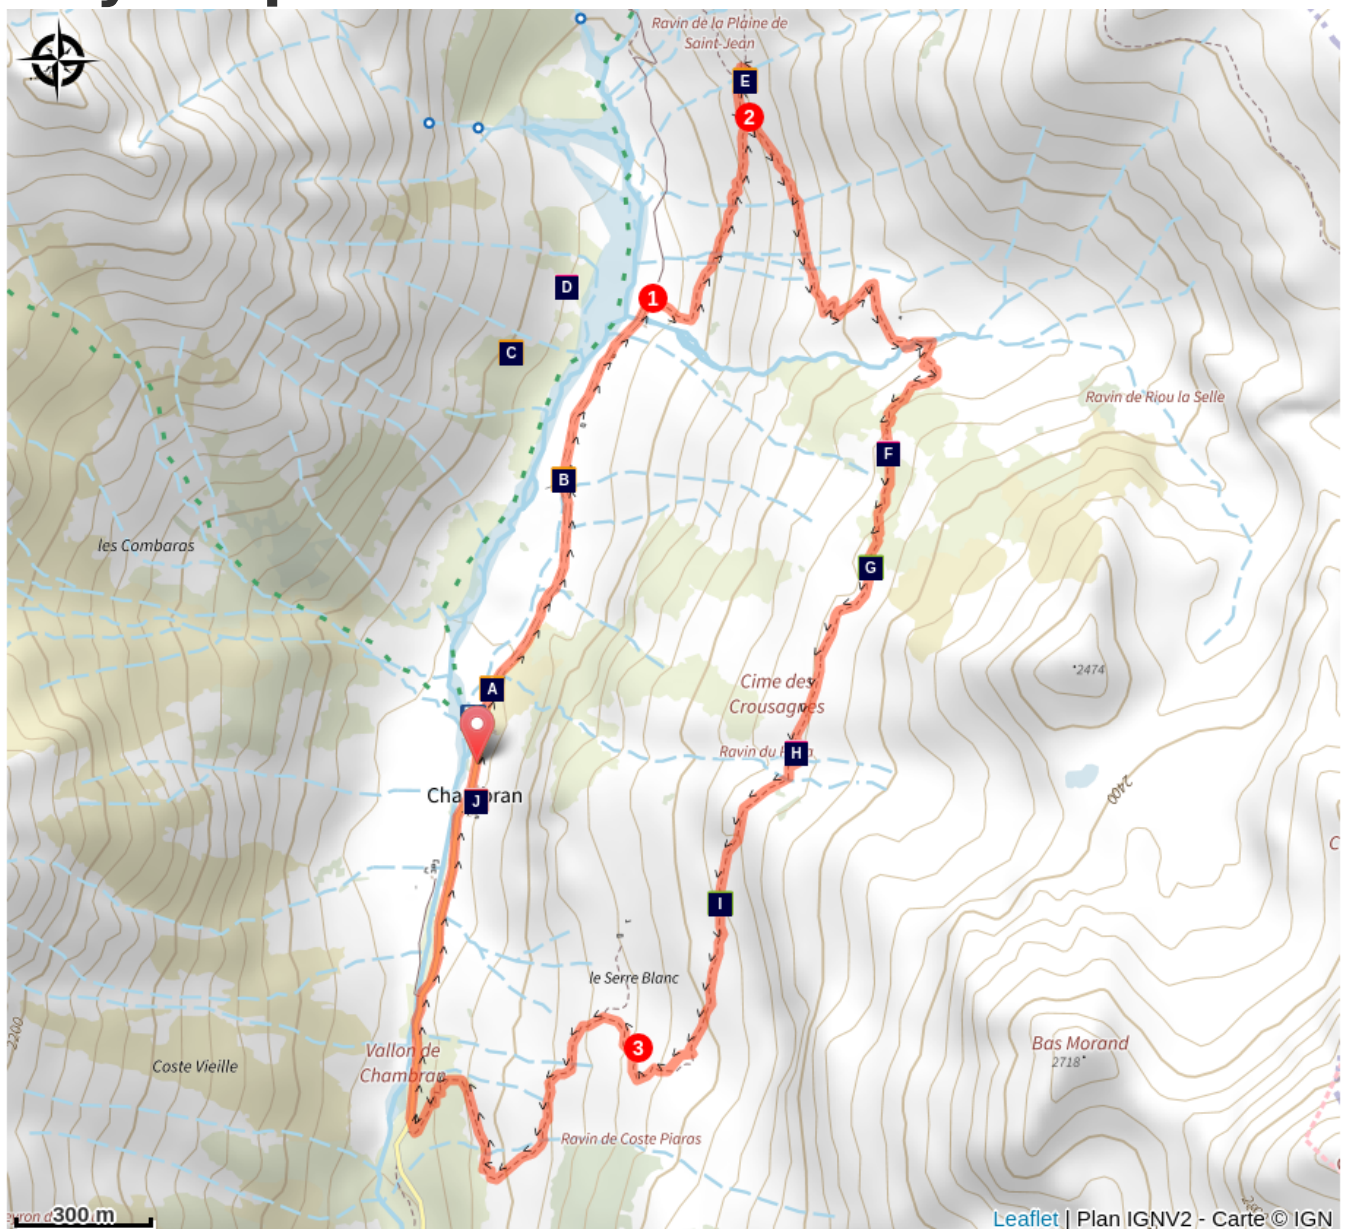 Ravin de la Plaine de
Saint-Jean
E
2
D
1
C
Ravin de Riou la Selle
F
B
les Combaras
G
2474
Cime des
Crousagnes
A
Ravin du
H
2400
J
I
le Serre Blanc
2200
Vallon de
Chambran
3
Bas Morand
2718
Coste Vieille
Ravin de Coste Piaras
300 m
Leaflet | Plan IGNV2 - Carte © IGN